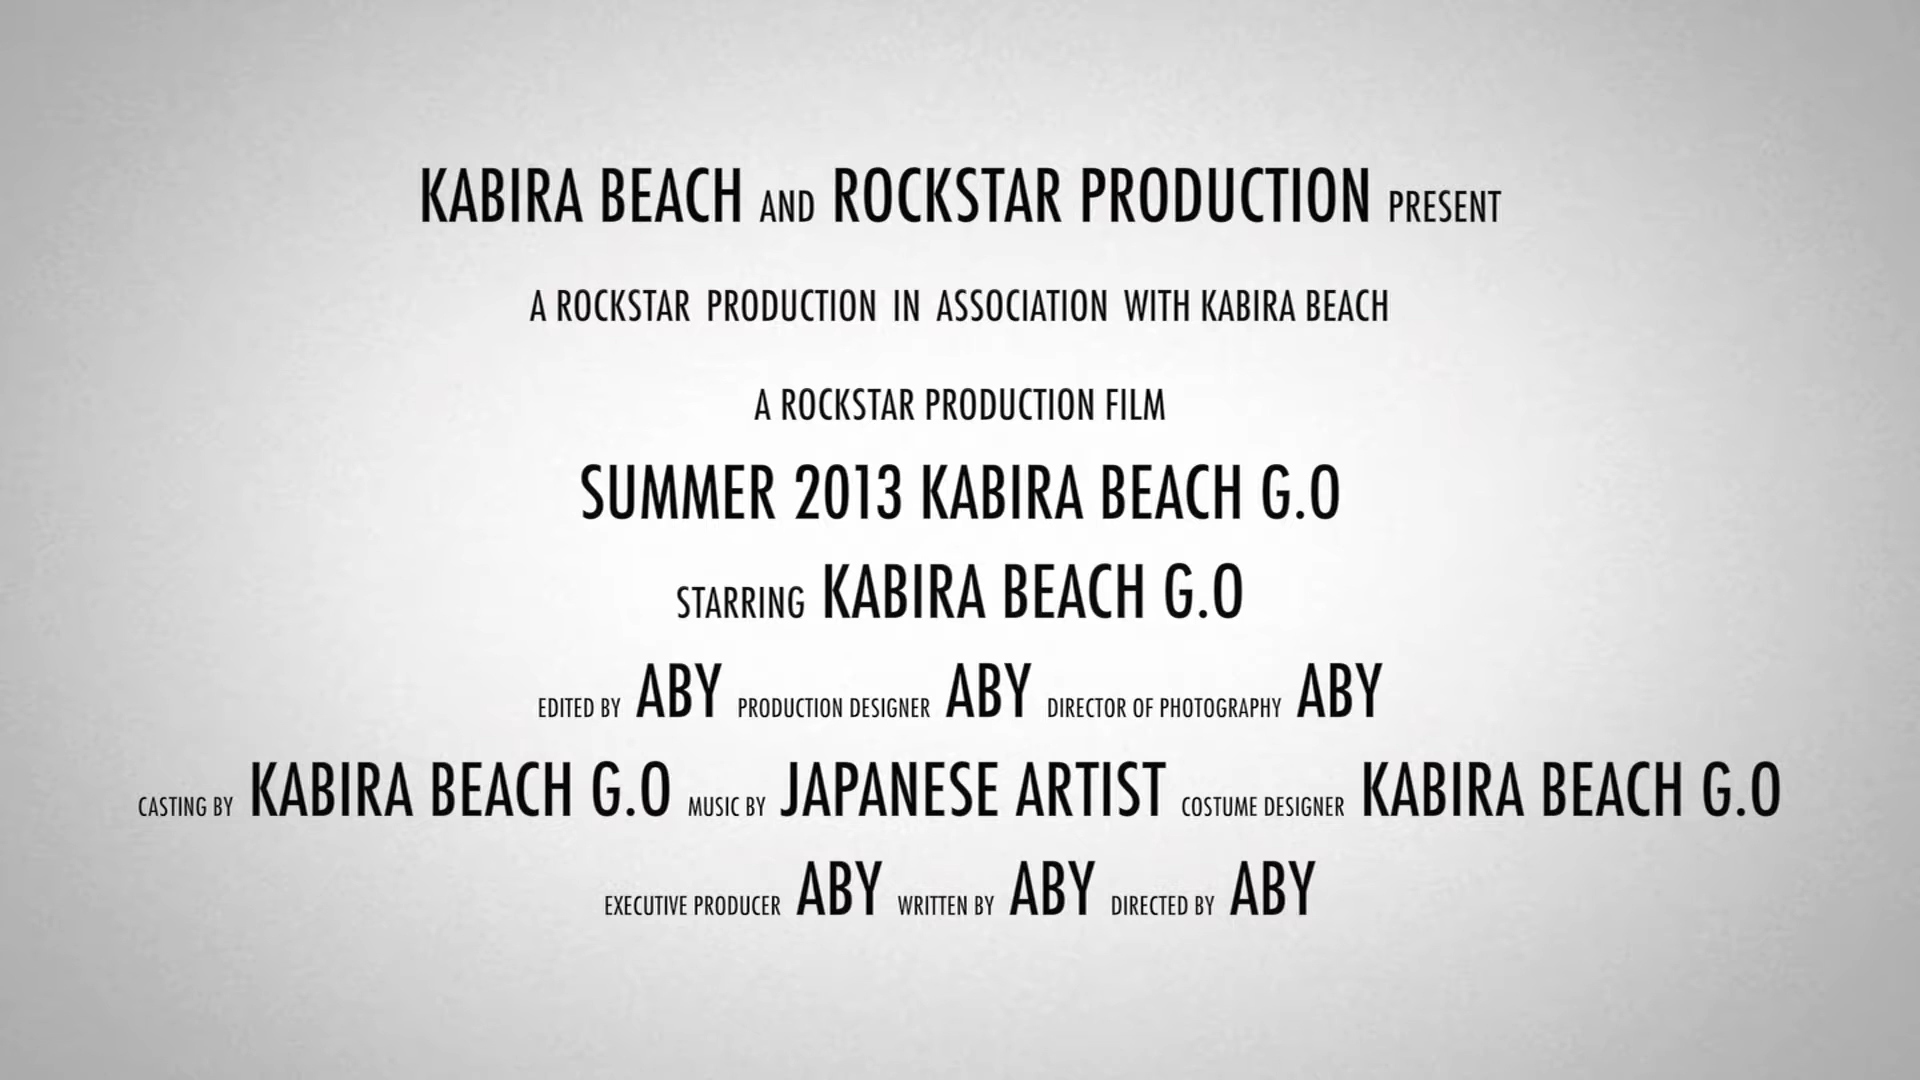 KABIRA BEACH AND ROCKSTAR PRODUCTION PRESENT
A ROCKSTAR PRODUCTION IN ASSOCIATION WITH KABIRA BEACH
A ROCKSTAR PRODUCTION FILM
SUMMER 2013 KABIRA BEACH G.O
STARRING KABIRA BEACH G.O
EDITED BY ABY PRODUCTION DESIGNER ABY DIRECTOR OF PHOTOGRAPHY ABY
CASTING BY KABIRA BEACH G.O MUSIC BY JAPANESE ARTIST COSTUME DESIGNER KABIRA BEACH G.O
EXECUTIVE PRODUCER ABY WRITTEN BY ABY DIRECTED BY ABY